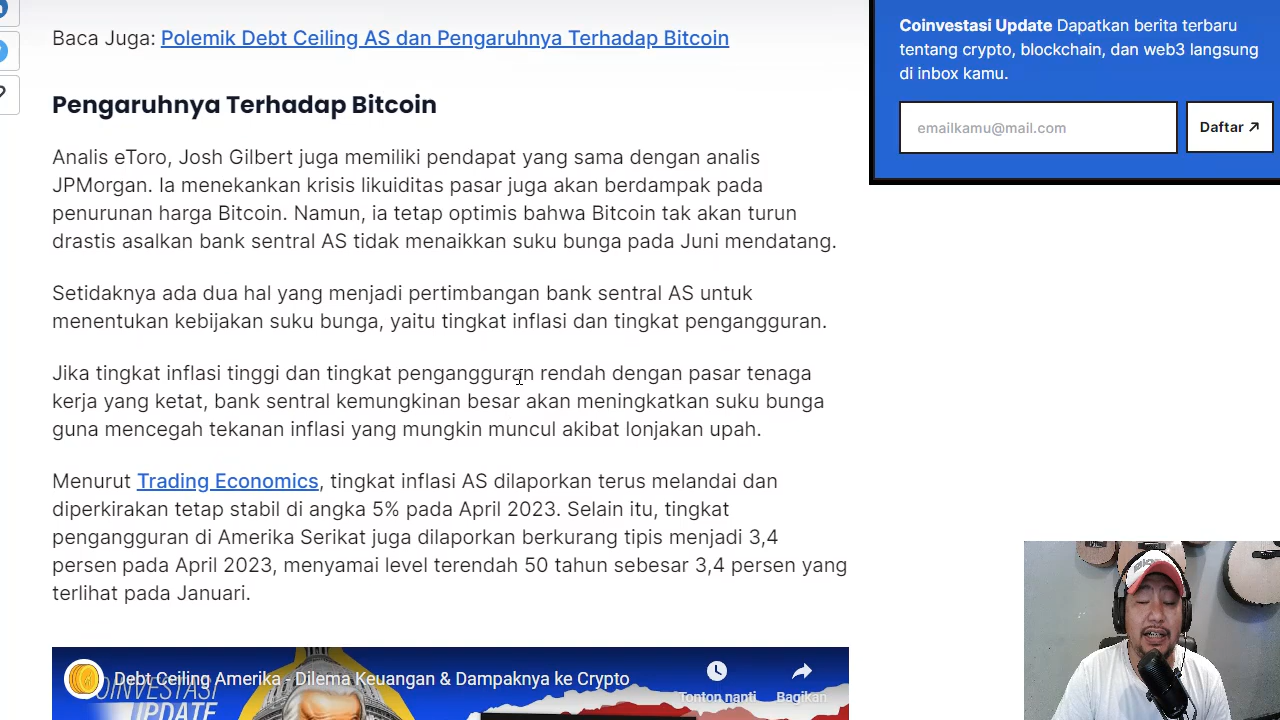 Baca Juga: Polemik Debt Ceiling AS dan Pengaruhnya Terhadap Bitcoin
Pengaruhnya Terhadap Bitcoin
Analis eToro, Josh Gilbert juga memiliki pendapat yang sama dengan analis
JPMorgan. Ia menekankan krisis likuiditas pasar juga akan berdampak pada
penurunan harga Bitcoin. Namun, ia tetap optimis bahwa Bitcoin tak akan turun
drastis asalkan bank sentral AS tidak menaikkan suku bunga pada Juni mendatang.
Setidaknya ada dua hal yang menjadi pertimbangan bank sentral AS untuk
menentukan kebijakan suku bunga, yaitu tingkat inflasi dan tingkat pengangguran.
Jika tingkat inflasi tinggi dan tingkat pengangguran rendah dengan pasar tenaga
kerja yang ketat, bank sentral kemungkinan besar akan meningkatkan suku bunga
guna mencegah tekanan inflasi yang mungkin muncul akibat lonjakan upah.
Menurut Trading Economics, tingkat inflasi AS dilaporkan terus melandai dan
diperkirakan tetap stabil di angka 5% pada April 2023. Selain itu, tingkat
pengangguran di Amerika Serikat juga dilaporkan berkurang tipis menjadi 3,4
persen pada April 2023, menyamai level terendah 50 tahun sebesar 3,4 persen yang
terlihat pada Januari.
Debt Ceiling Amerika - Dilema Keuangan & Dampaknya ke Crypto
Tonton nanti
Bagikan
UPDATE
Coinvestasi Update Dapatkan berita terbaru
tentang crypto, blockchain, dan web3 langsung
di inbox kamu.
emailkamu@mail.com
Daftar ↗